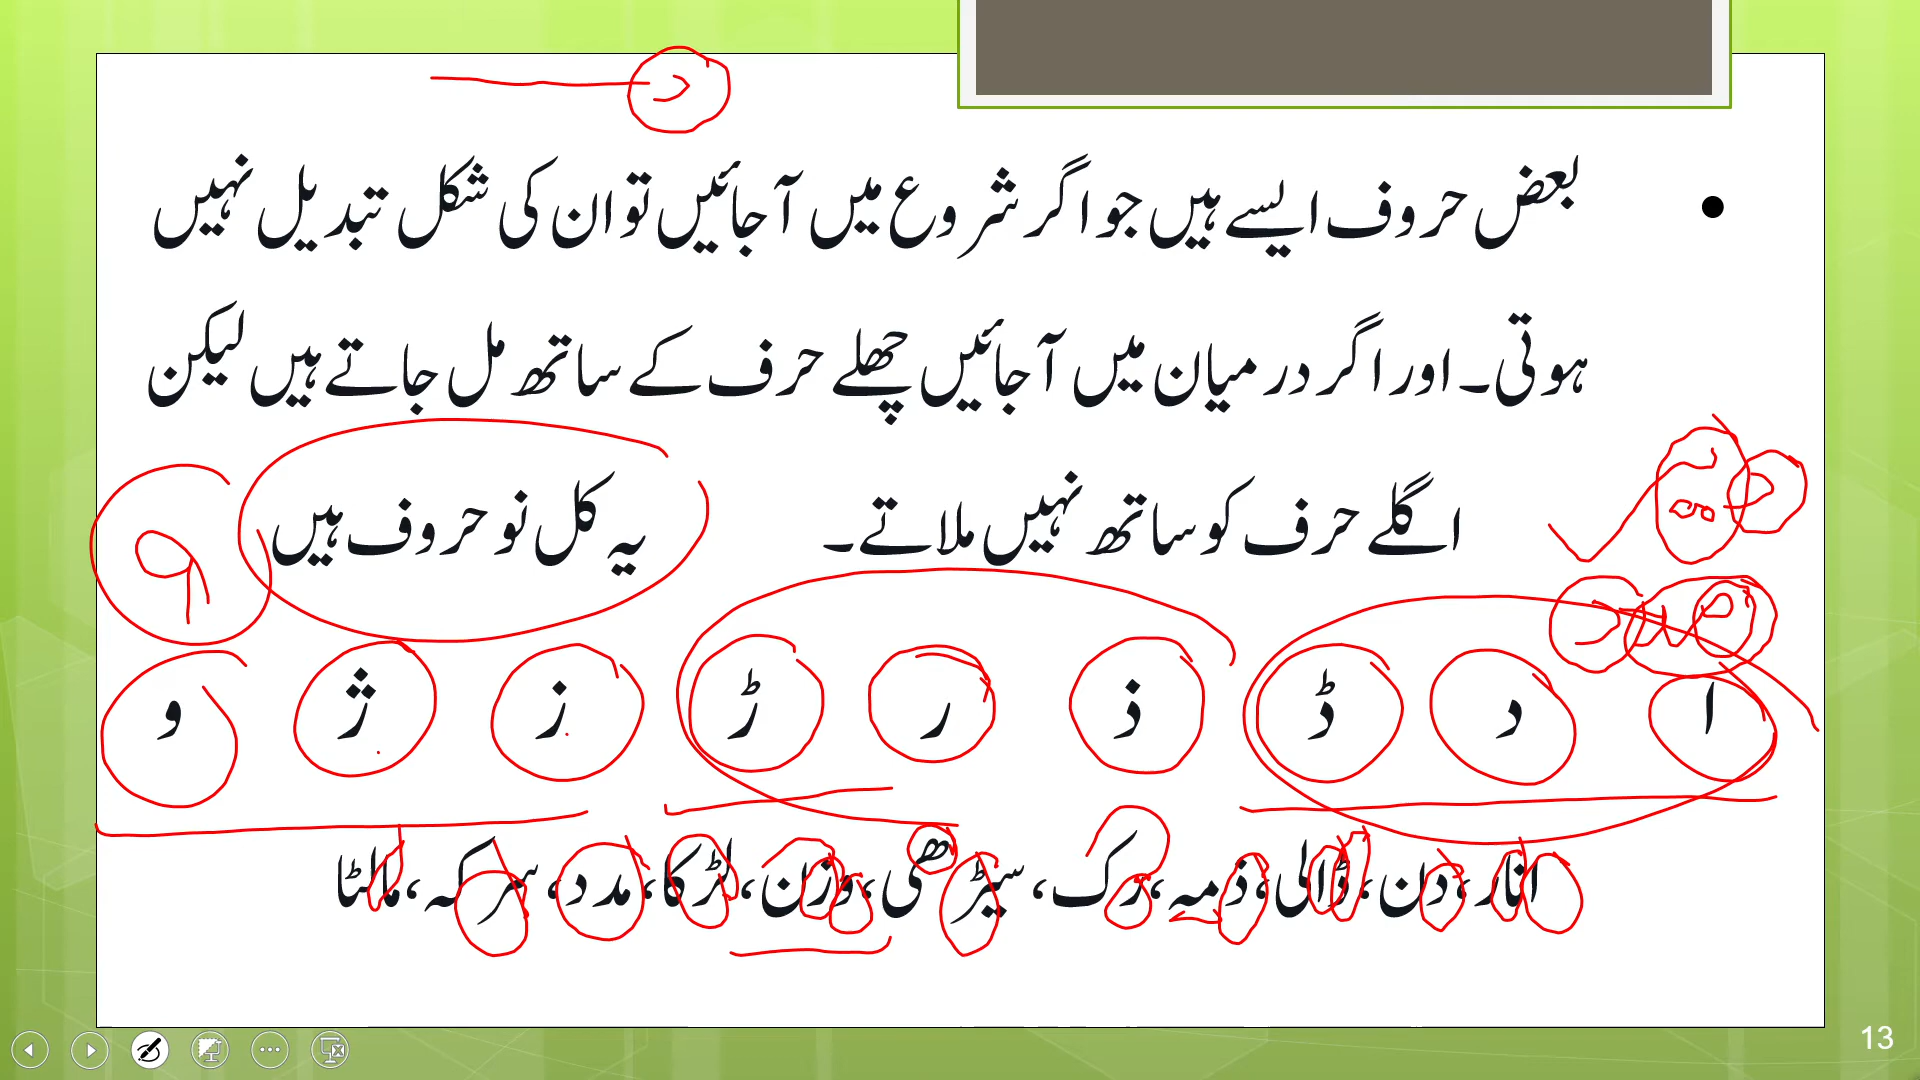 بعض حروف ایسے ہیں جو اگر شروع میں آجائیں تو ان کی شکل تبدیل نہیں
ہوتی۔ اور اگر درمیان میں آجائیں پچھلے حرف کے ساتھ مل جاتے ہیں لیکن
اگلے حرف کو ساتھ نہیں ملاتے۔ یہ کل نو حروف ہیں
۹
ا د ڈ ذ ر ڑ ز ژ و
انار، دن، ڈالی، ذمہ، رگ، سیڑھی، وزن، لڑکا، مدد، سرکہ، مالٹا
13